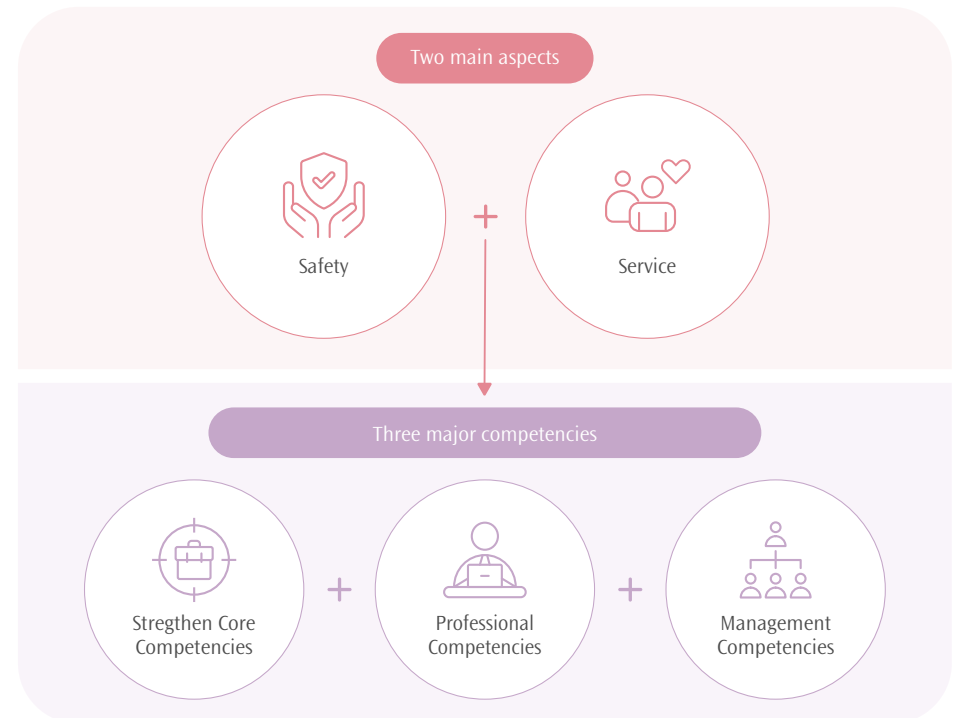 Two main aspects
Safety
Service
Three major competencies
Stregthen Core
Competencies
Professional
Competencies
Management
Competencies